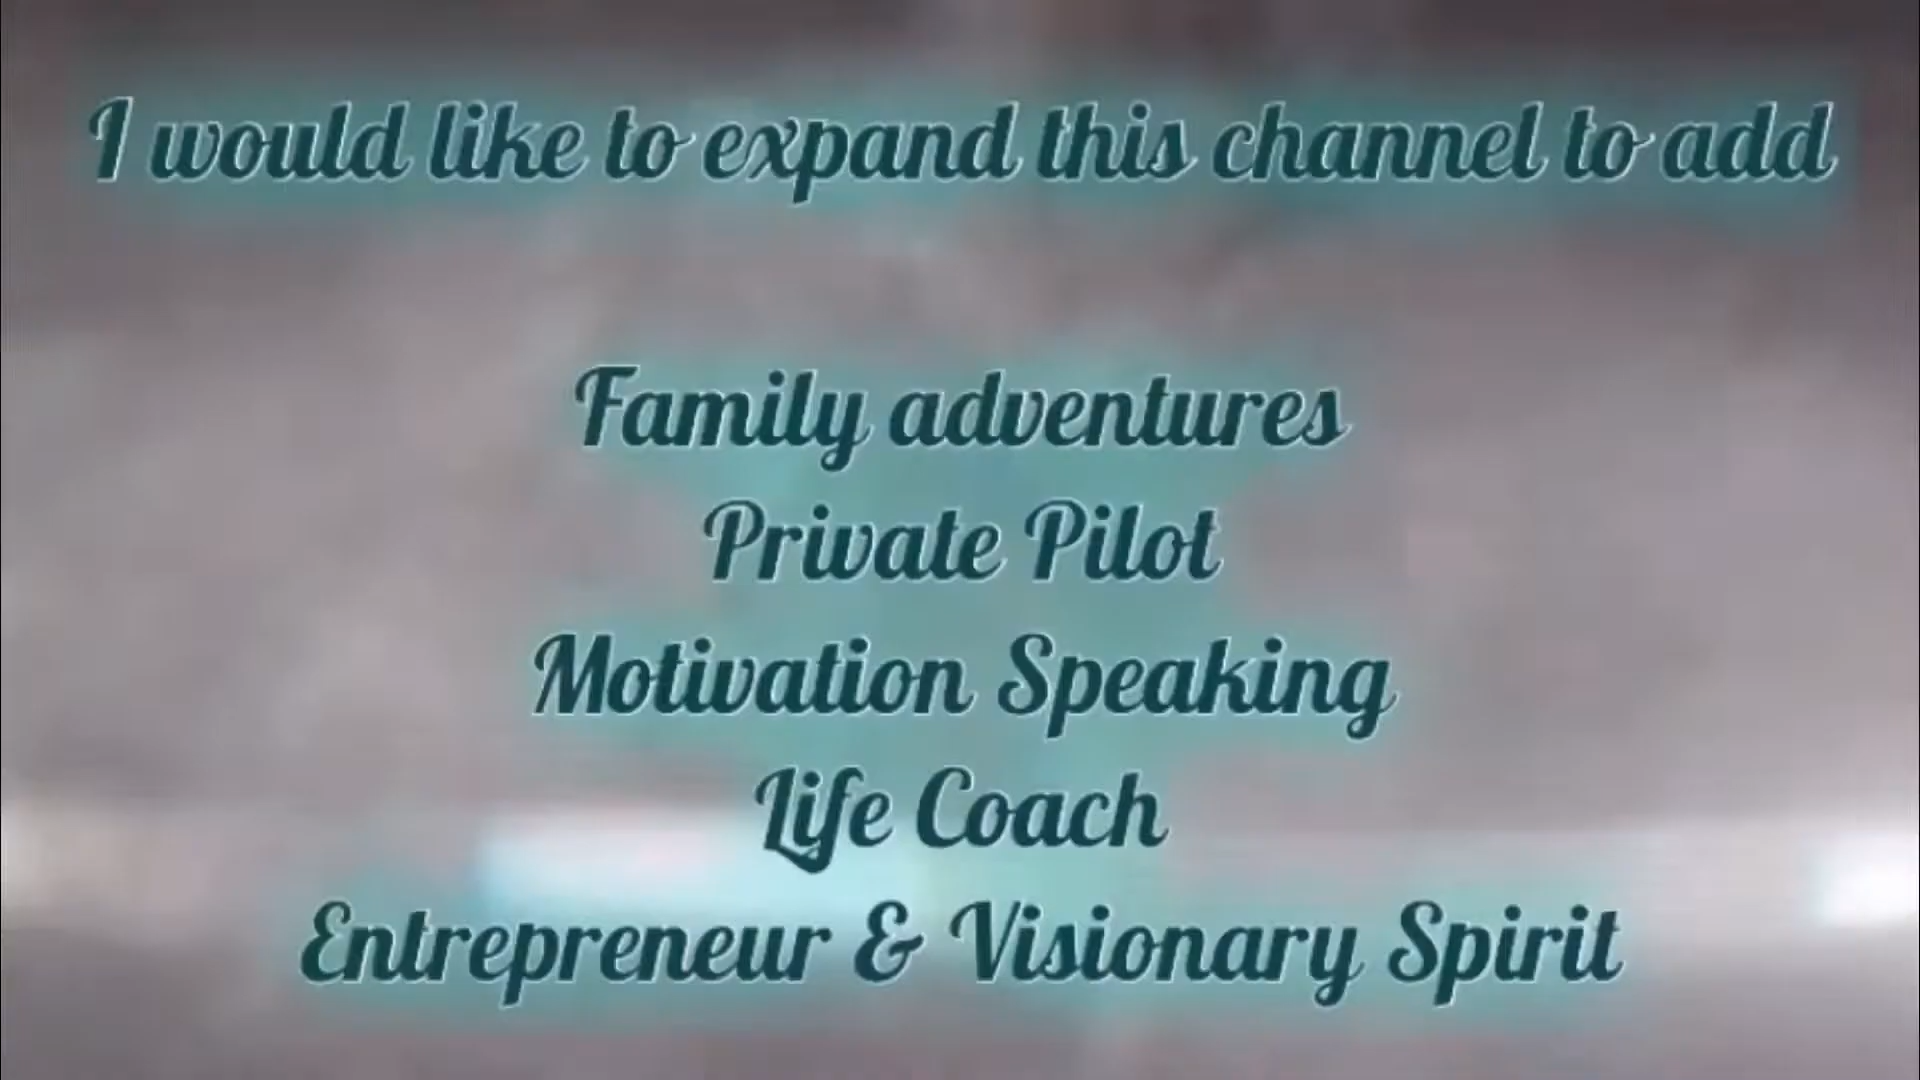 I would like to expand this channel to add
Family adventures
Private Pilot
Motivation Speaking
Life Coach
Entrepreneur & Visionary Spirit